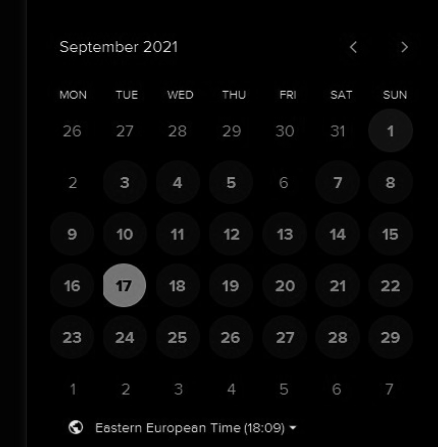 September 2021
MON TUE WED THU FRI SAT SUN
26 27 28 29 30 31 1
2 3 4 5 6 7 8
9 10 11 12 13 14 15
16 17 18 19 20 21 22
23 24 25 26 27 28 29
1 2 3 4 5 6 7
Eastern European Time (18:09)